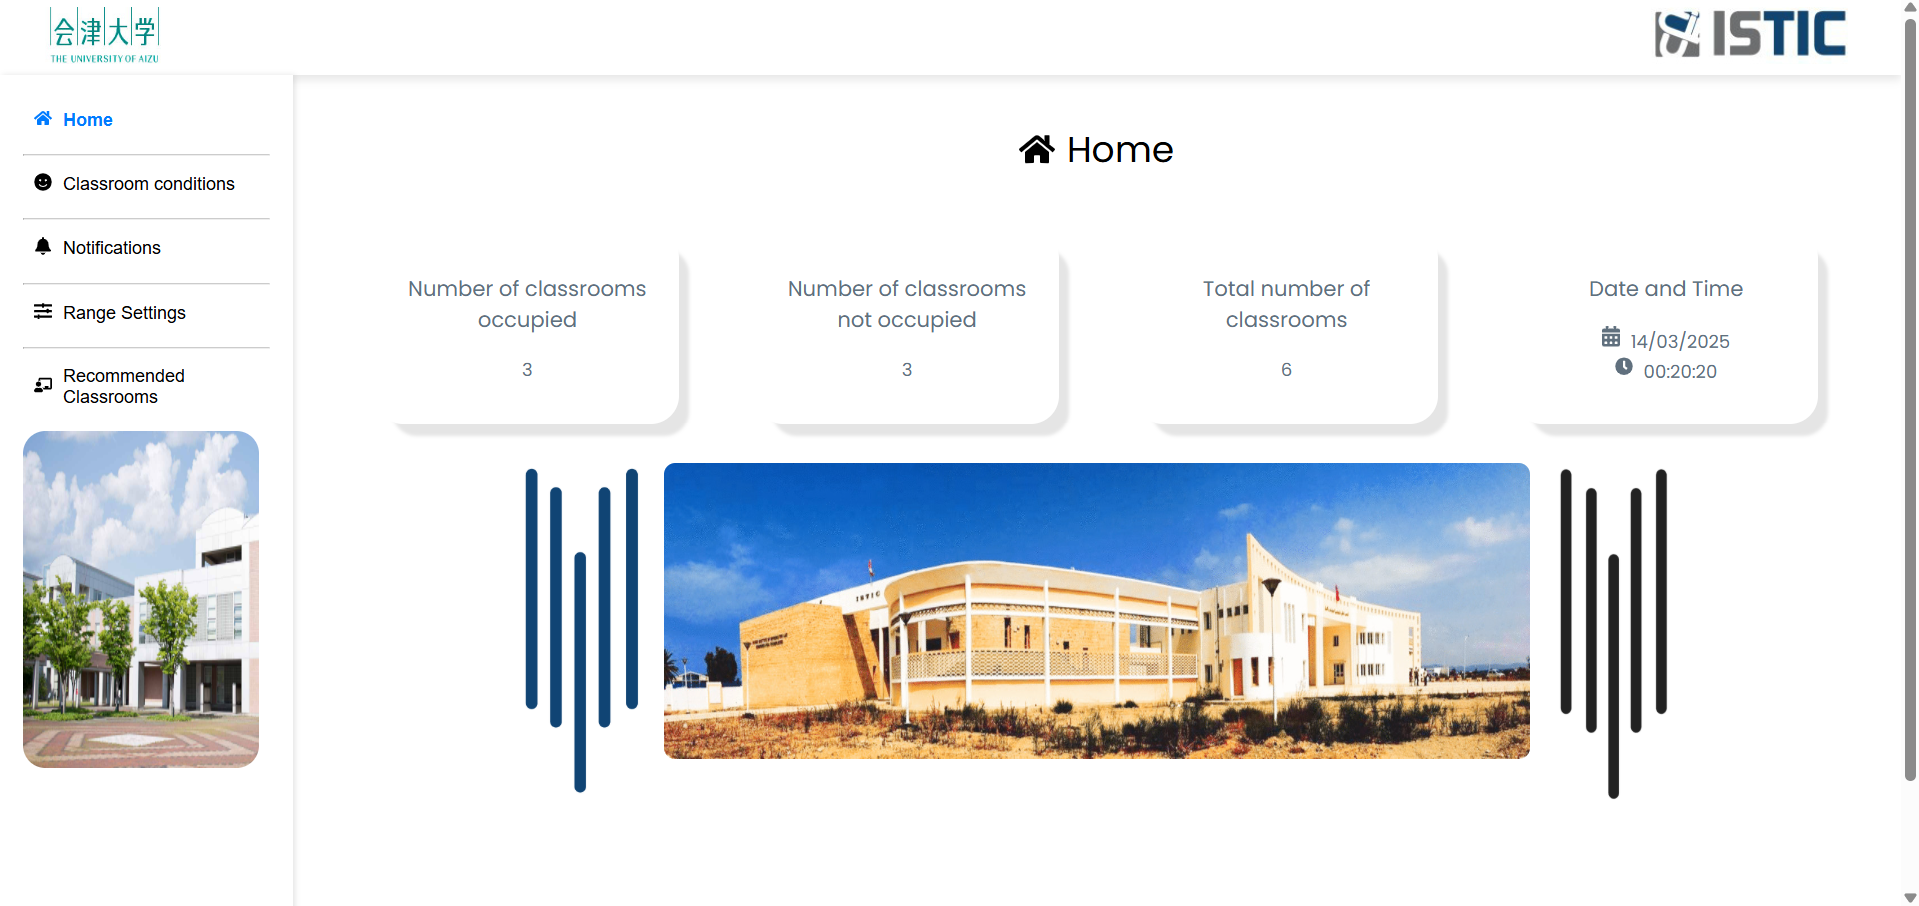 会津大学
THE UNIVERSITY OF AIZU
ISTIC
Home
Classroom conditions
Notifications
Range Settings
Recommended
Classrooms
Home
Number of classrooms
occupied
3
Number of classrooms
not occupied
3
Total number of
classrooms
6
Date and Time
14/03/2025
00:20:20
ISTIC